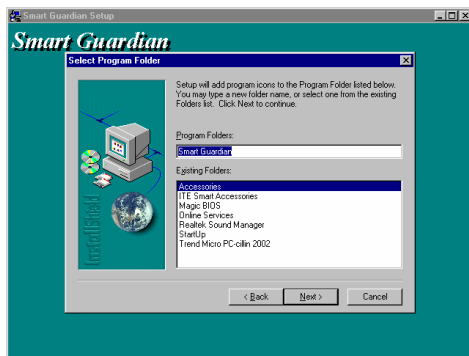 Smart Guardian Setup
Smart Guardian
Select Program Folder
Setup will add program icons to the Program Folder listed below.
You may type a new folder name, or select one from the existing
Folders list. Click Next to continue.
Program Folders:
Smart Guardian
Existing Folders:
Accessories
ITE Smart Accessories
Magic BIOS
Online Services
Realtek Sound Manager
StartUp
Trend Micro PC-cillin 2002
InstallShield
< Back
Next >
Cancel